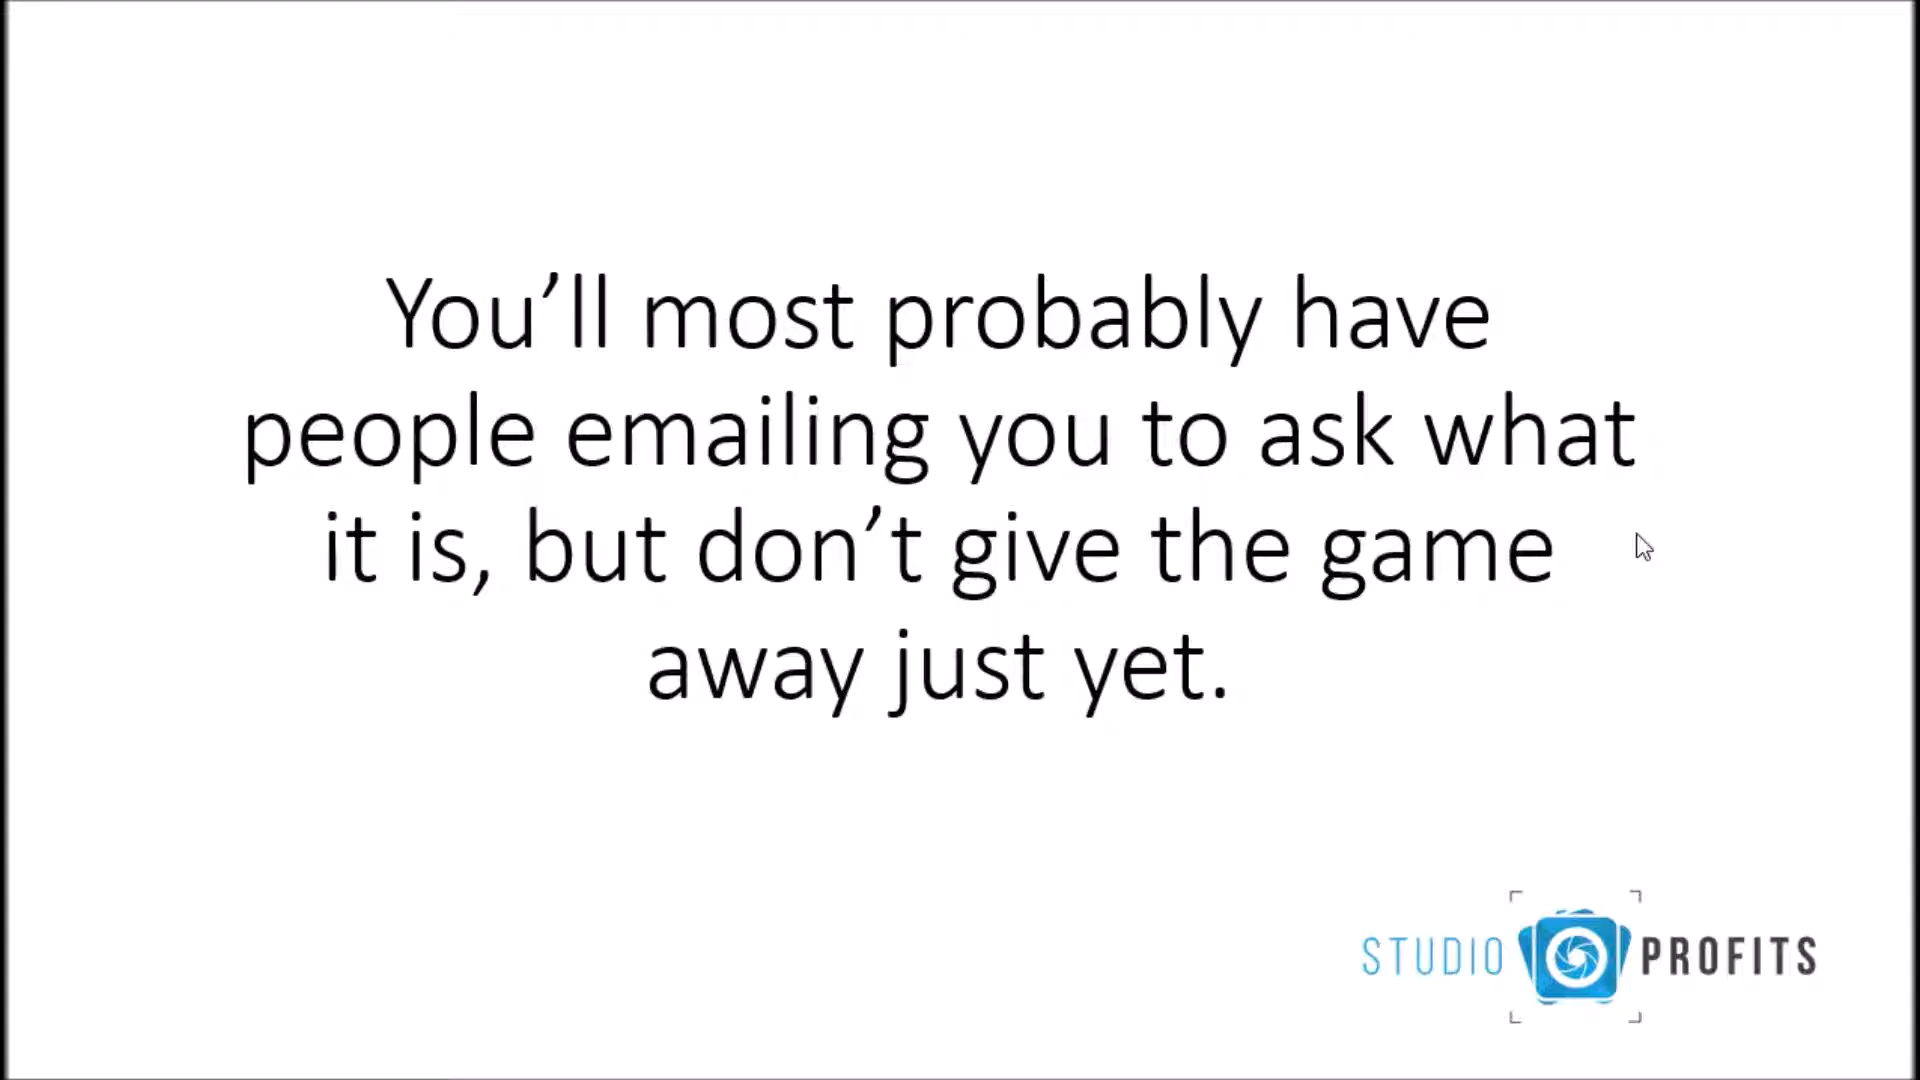 You’ll most probably have
people emailing you to ask what
it is, but don’t give the game
away just yet.
STUDIO PROFITS